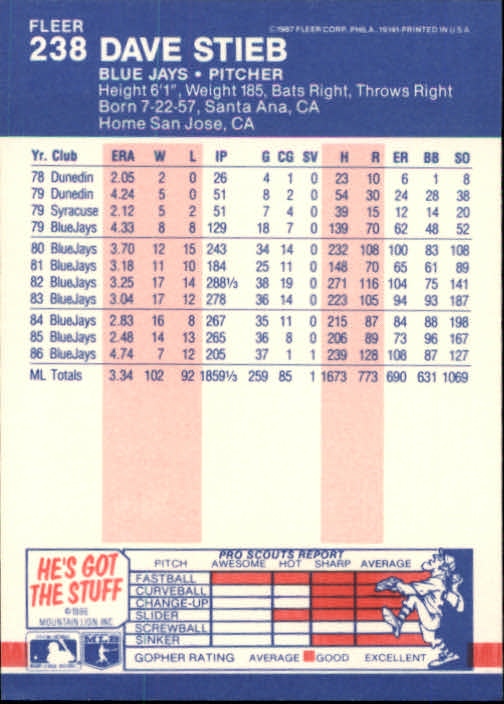 FLEER
©1987 FLEER CORP., PHILA., 19141-PRINTED IN U S A
238 DAVE STIEB
BLUE JAYS • PITCHER
Height 6'1", Weight 185, Bats Right, Throws Right
Born 7-22-57, Santa Ana, CA
Home San Jose, CA
Yr. Club ERA W L IP G CG SV H R ER BB SO
78 Dunedin 2.05 2 0 26 4 1 0 23 10 6 1 8
79 Dunedin 4.24 5 0 51 8 2 0 54 30 24 28 38
79 Syracuse 2.12 5 2 51 7 4 0 39 15 12 14 20
79 BlueJays 4.33 8 8 129 18 7 0 139 70 62 48 52
80 BlueJays 3.70 12 15 243 34 14 0 232 108 100 83 108
81 BlueJays 3.18 11 10 184 25 11 0 148 70 65 61 89
82 BlueJays 3.25 17 14 288⅓ 38 19 0 271 116 104 75 141
83 BlueJays 3.04 17 12 278 36 14 0 223 105 94 93 187
84 BlueJays 2.83 16 8 267 35 11 0 215 87 84 88 198
85 BlueJays 2.48 14 13 265 36 8 0 206 89 73 96 167
86 BlueJays 4.74 7 12 205 37 1 1 239 128 108 87 127
ML Totals 3.34 102 92 1859⅓ 259 85 1 1673 773 690 631 1069
HE'S GOT
THE STUFF
©1986
MOUNTAIN LION INC.
PRO SCOUTS REPORT
PITCH AWESOME HOT SHARP AVERAGE
FASTBALL
CURVEBALL
CHANGE-UP
SLIDER
SCREWBALL
SINKER
GOPHER RATING AVERAGE GOOD EXCELLENT
MLB